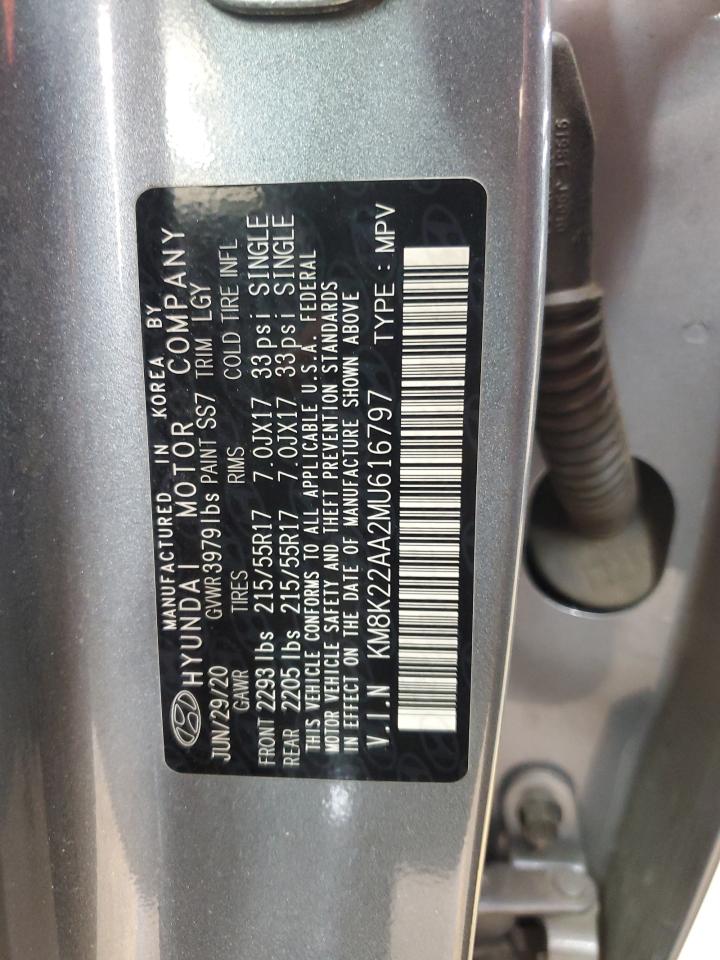 MANUFACTURED IN KOREA BY
HYUNDAI MOTOR COMPANY
JUN/29/20 GVWR 3979lbs PAINT SS7 TRIM LGY
GAWR TIRES RIMS COLD TIRE INFL
FRONT 2293lbs 215/55R17 7.0JX17 33psi SINGLE
REAR 2205lbs 215/55R17 7.0JX17 33psi SINGLE
THIS VEHICLE CONFORMS TO ALL APPLICABLE U.S.A. FEDERAL
MOTOR VEHICLE SAFETY AND THEFT PREVENTION STANDARDS
IN EFFECT ON THE DATE OF MANUFACTURE SHOWN ABOVE
V.I.N KM8K22AA2MU616797 TYPE : MPV